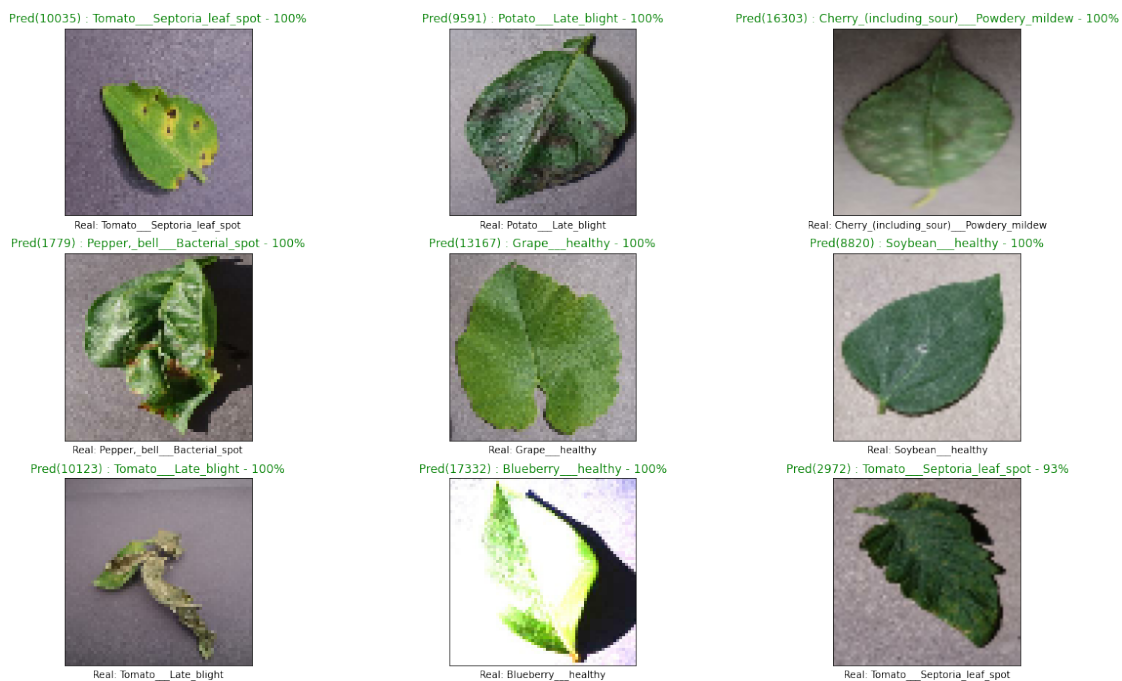 Pred(10035) : Tomato___Septoria_leaf_spot - 100%
Pred(9591) : Potato___Late_blight - 100%
Pred(16303) : Cherry_(including_sour)___Powdery_mildew - 100%
Real: Tomato___Septoria_leaf_spot
Real: Potato___Late_blight
Real: Cherry_(including_sour)___Powdery_mildew
Pred(1779) : Pepper,_bell___Bacterial_spot - 100%
Pred(13167) : Grape___healthy - 100%
Pred(8820) : Soybean___healthy - 100%
Real: Pepper,_bell___Bacterial_spot
Real: Grape___healthy
Real: Soybean___healthy
Pred(10123) : Tomato___Late_blight - 100%
Pred(17332) : Blueberry___healthy - 100%
Pred(2972) : Tomato___Septoria_leaf_spot - 93%
Real: Tomato___Late_blight
Real: Blueberry___healthy
Real: Tomato___Septoria_leaf_spot